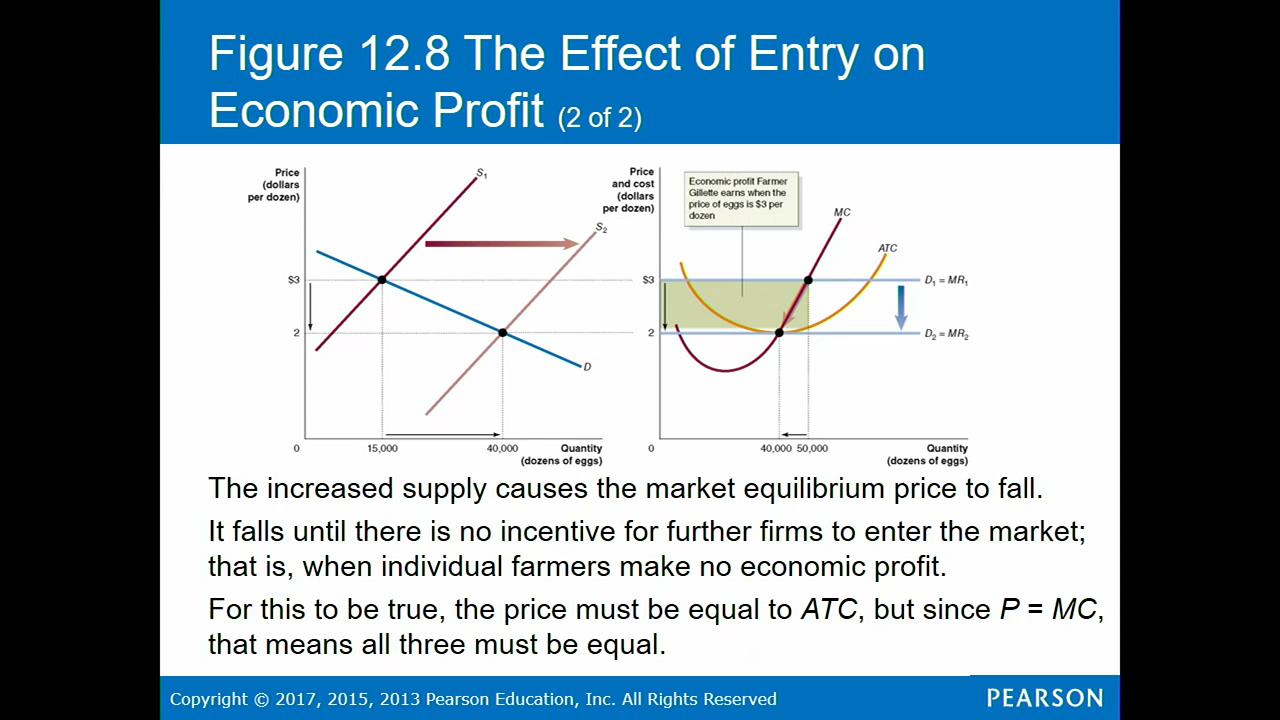 Figure 12.8 The Effect of Entry on
Economic Profit (2 of 2)
Price
(dollars
per dozen)
S1
S2
$3
2
D
0
15,000
40,000
Quantity
(dozens of eggs)
Price
and cost
(dollars
per dozen)
Economic profit Farmer
Gillette earns when the
price of eggs is $3 per
dozen
MC
ATC
$3
D1 = MR1
2
D2 = MR2
0
40,000 50,000
Quantity
(dozens of eggs)
The increased supply causes the market equilibrium price to fall.
It falls until there is no incentive for further firms to enter the market;
that is, when individual farmers make no economic profit.
For this to be true, the price must be equal to ATC, but since P = MC,
that means all three must be equal.
Copyright © 2017, 2015, 2013 Pearson Education, Inc. All Rights Reserved
PEARSON